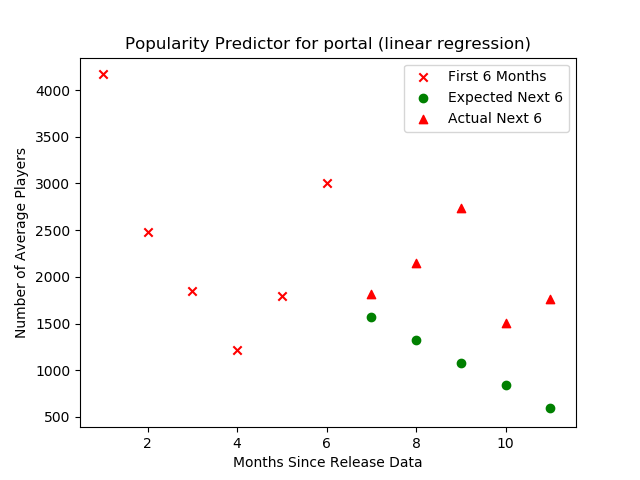 Popularity Predictor for portal (linear regression)
First 6 Months
Expected Next 6
Actual Next 6
Number of Average Players
4000
3500
3000
2500
2000
1500
1000
500
2
4
6
8
10
Months Since Release Data